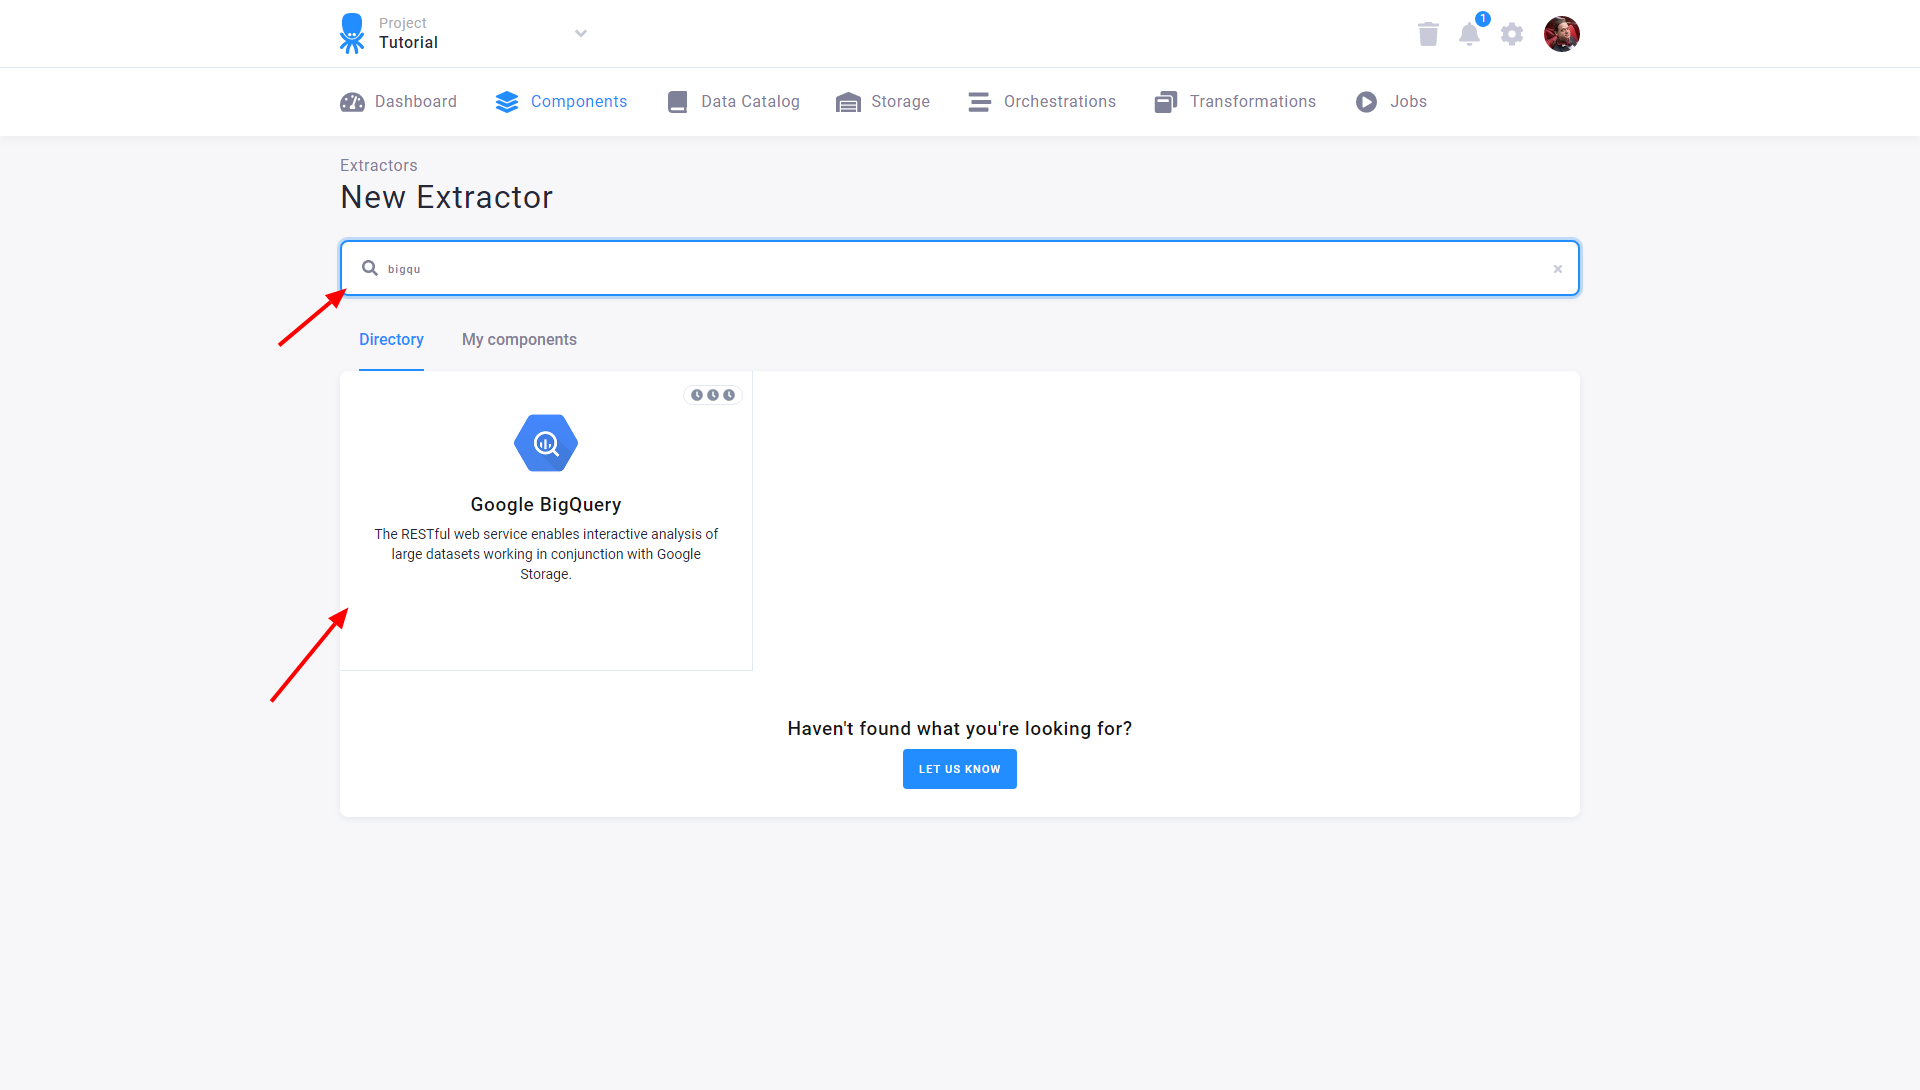 Project
Tutorial
1
Dashboard
Components
Data Catalog
Storage
Orchestrations
Transformations
Jobs
Extractors
New Extractor
bigqu
×
Directory
My components
Google BigQuery
The RESTful web service enables interactive analysis of
large datasets working in conjunction with Google
Storage.
Haven't found what you're looking for?
LET US KNOW